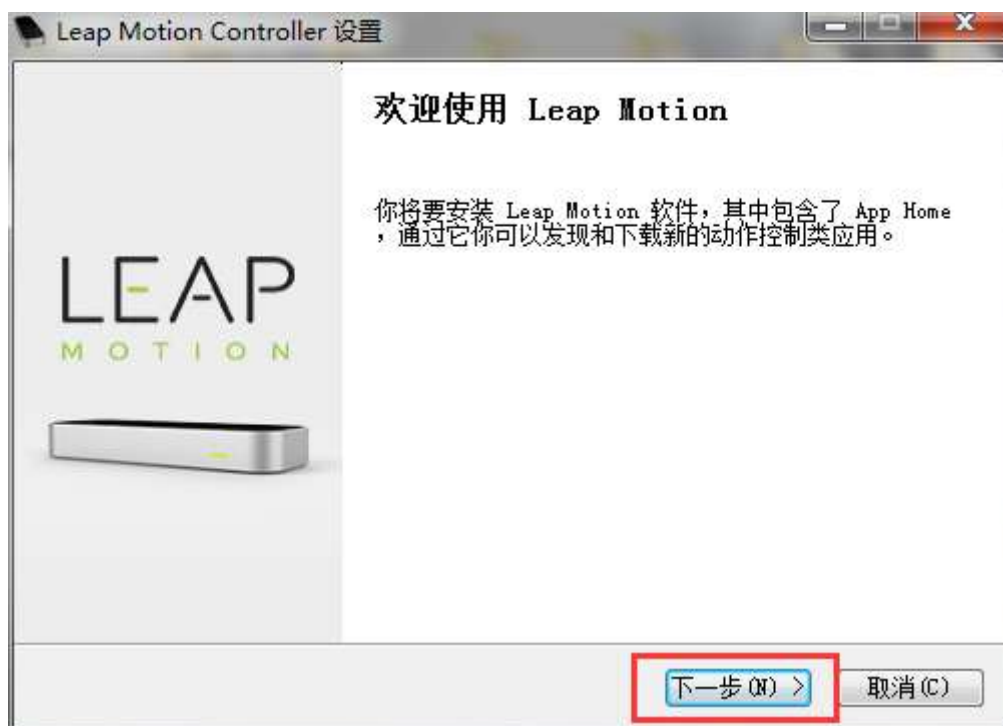 Leap Motion Controller 设置
欢迎使用 Leap Motion
你将要安装 Leap Motion 软件，其中包含了 App Home
，通过它你可以发现和下载新的动作控制类应用。
LEAP
MOTION
下一步(N) >
取消(C)